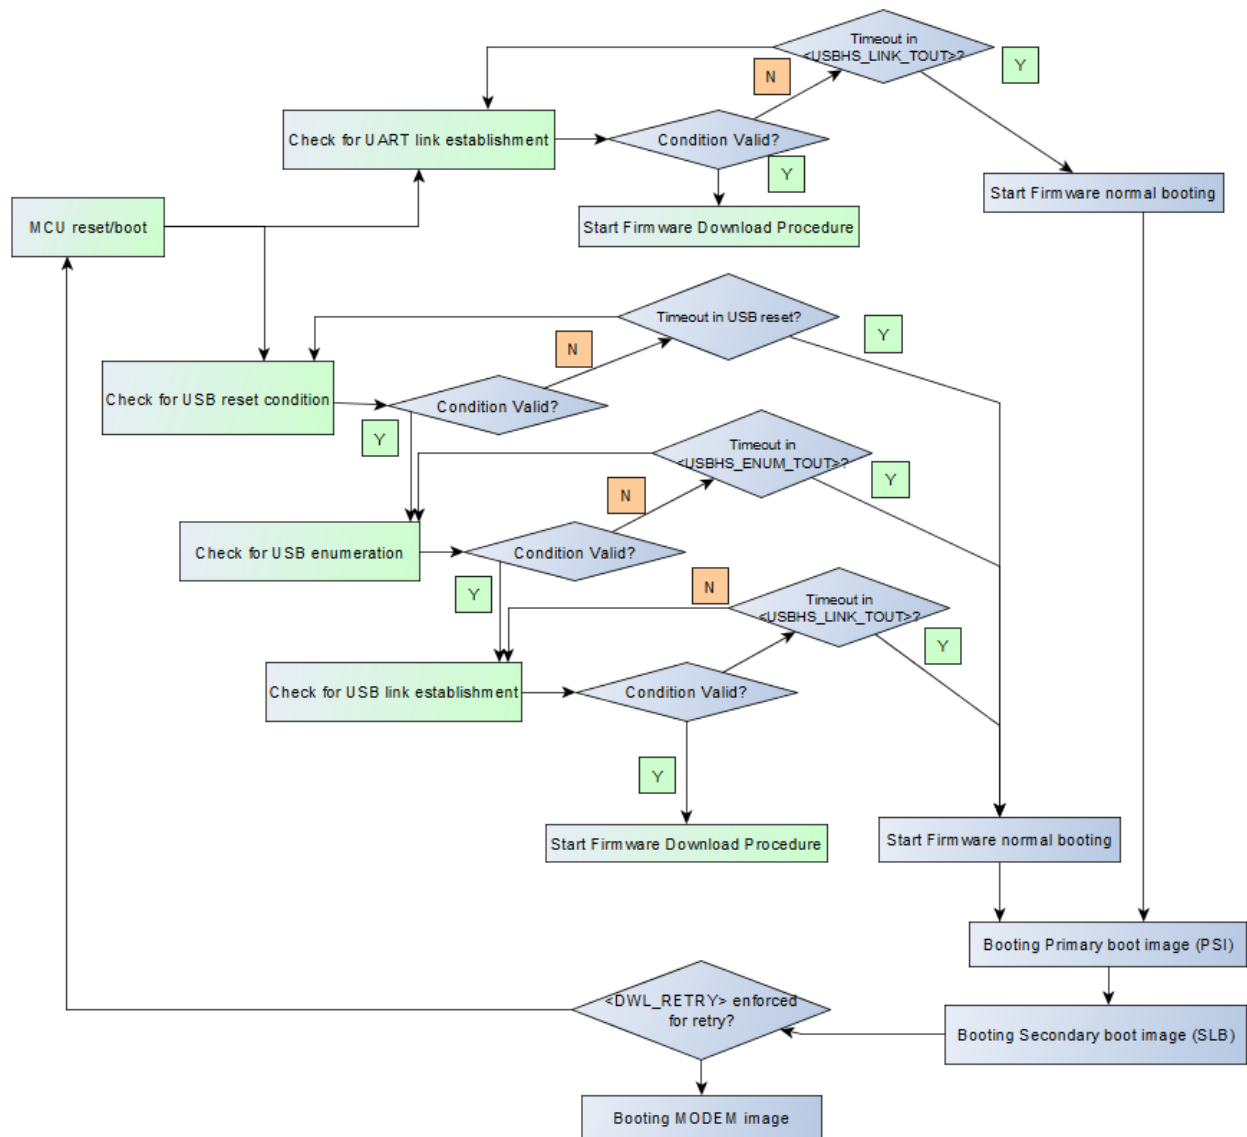 Timeout in
<USBHS_LINK_TOUT>?
Y
N
Check for UART link establishment
Condition Valid?
Y
Start Firmware normal booting
MCU reset/boot
Start Firmware Download Procedure
Timeout in USB reset?
Y
N
Check for USB reset condition
Condition Valid?
Y
Timeout in
<USBHS_ENUM_TOUT>?
Y
N
Check for USB enumeration
Condition Valid?
Y
N
Timeout in
<USBHS_LINK_TOUT>?
Y
Check for USB link establishment
Condition Valid?
Y
Start Firmware Download Procedure
Start Firmware normal booting
Booting Primary boot image (PSI)
<DWL_RETRY> enforced
for retry?
Booting Secondary boot image (SLB)
Booting MODEM image